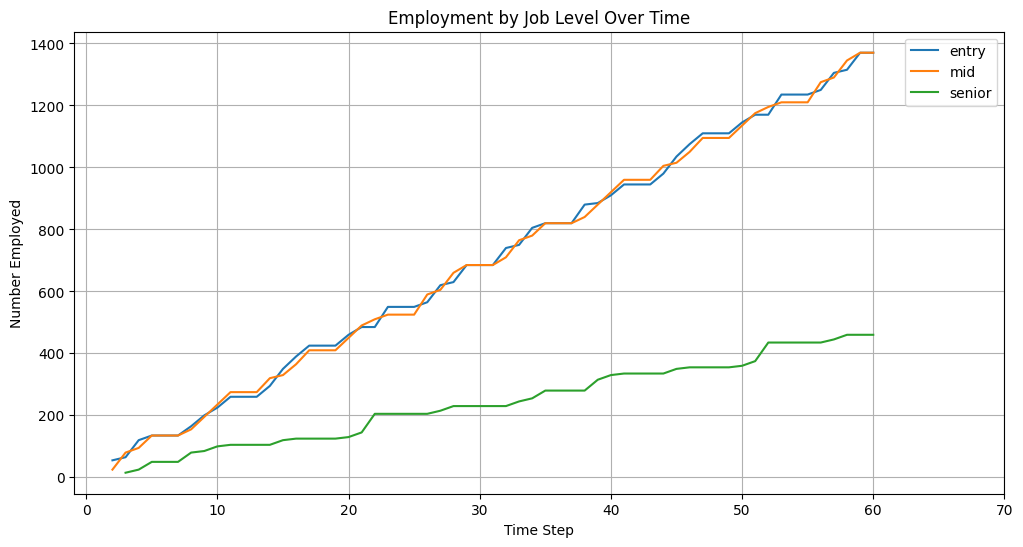 Employment by Job Level Over Time
entry
mid
senior
Number Employed
1400
1200
1000
800
600
400
200
0
0 10 20 30 40 50 60 70
Time Step